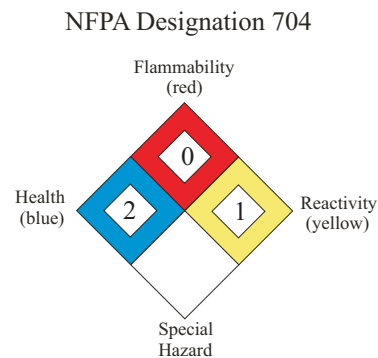 NFPA Designation 704
Flammability
(red)
0
Health
(blue)
2
1
Reactivity
(yellow)
Special
Hazard